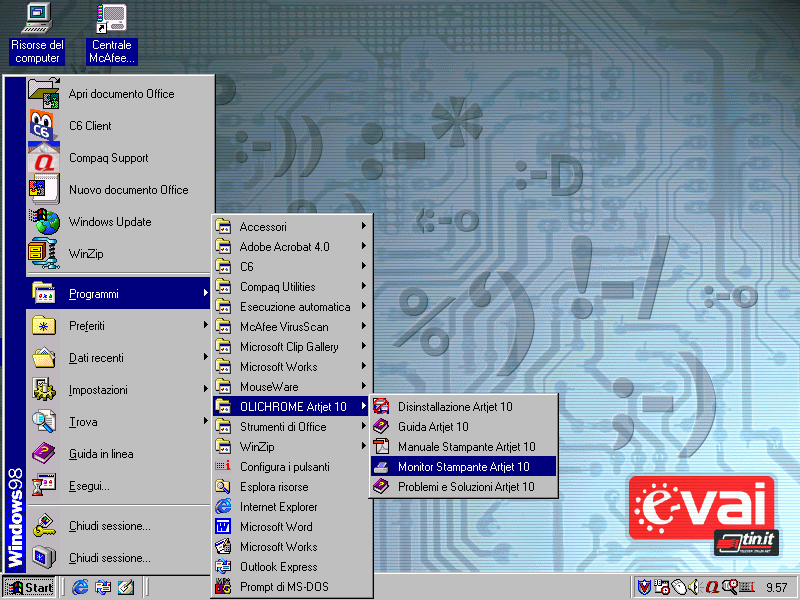 Risorse del
computer
Centrale
McAfee...
Apri documento Office
C6 Client
Compaq Support
Nuovo documento Office
Windows Update
WinZip
Programmi
Preferiti
Dati recenti
Impostazioni
Trova
Guida in linea
Esegui...
Chiudi sessione...
Chiudi sessione...
Windows98
Accessori
Adobe Acrobat 4.0
C6
Compaq Utilities
Esecuzione automatica
McAfee VirusScan
Microsoft Clip Gallery
Microsoft Works
MouseWare
OLICHROME Artjet 10
Strumenti di Office
WinZip
Configura i pulsanti
Esplora risorse
Internet Explorer
Microsoft Word
Microsoft Works
Outlook Express
Prompt di MS-DOS
Disinstallazione Artjet 10
Guida Artjet 10
Manuale Stampante Artjet 10
Monitor Stampante Artjet 10
Problemi e Soluzioni Artjet 10
:-))
:-*
:-D
:-o
%')
!-/
:-o
:-)
e-vai
tin.it
Start
9.57